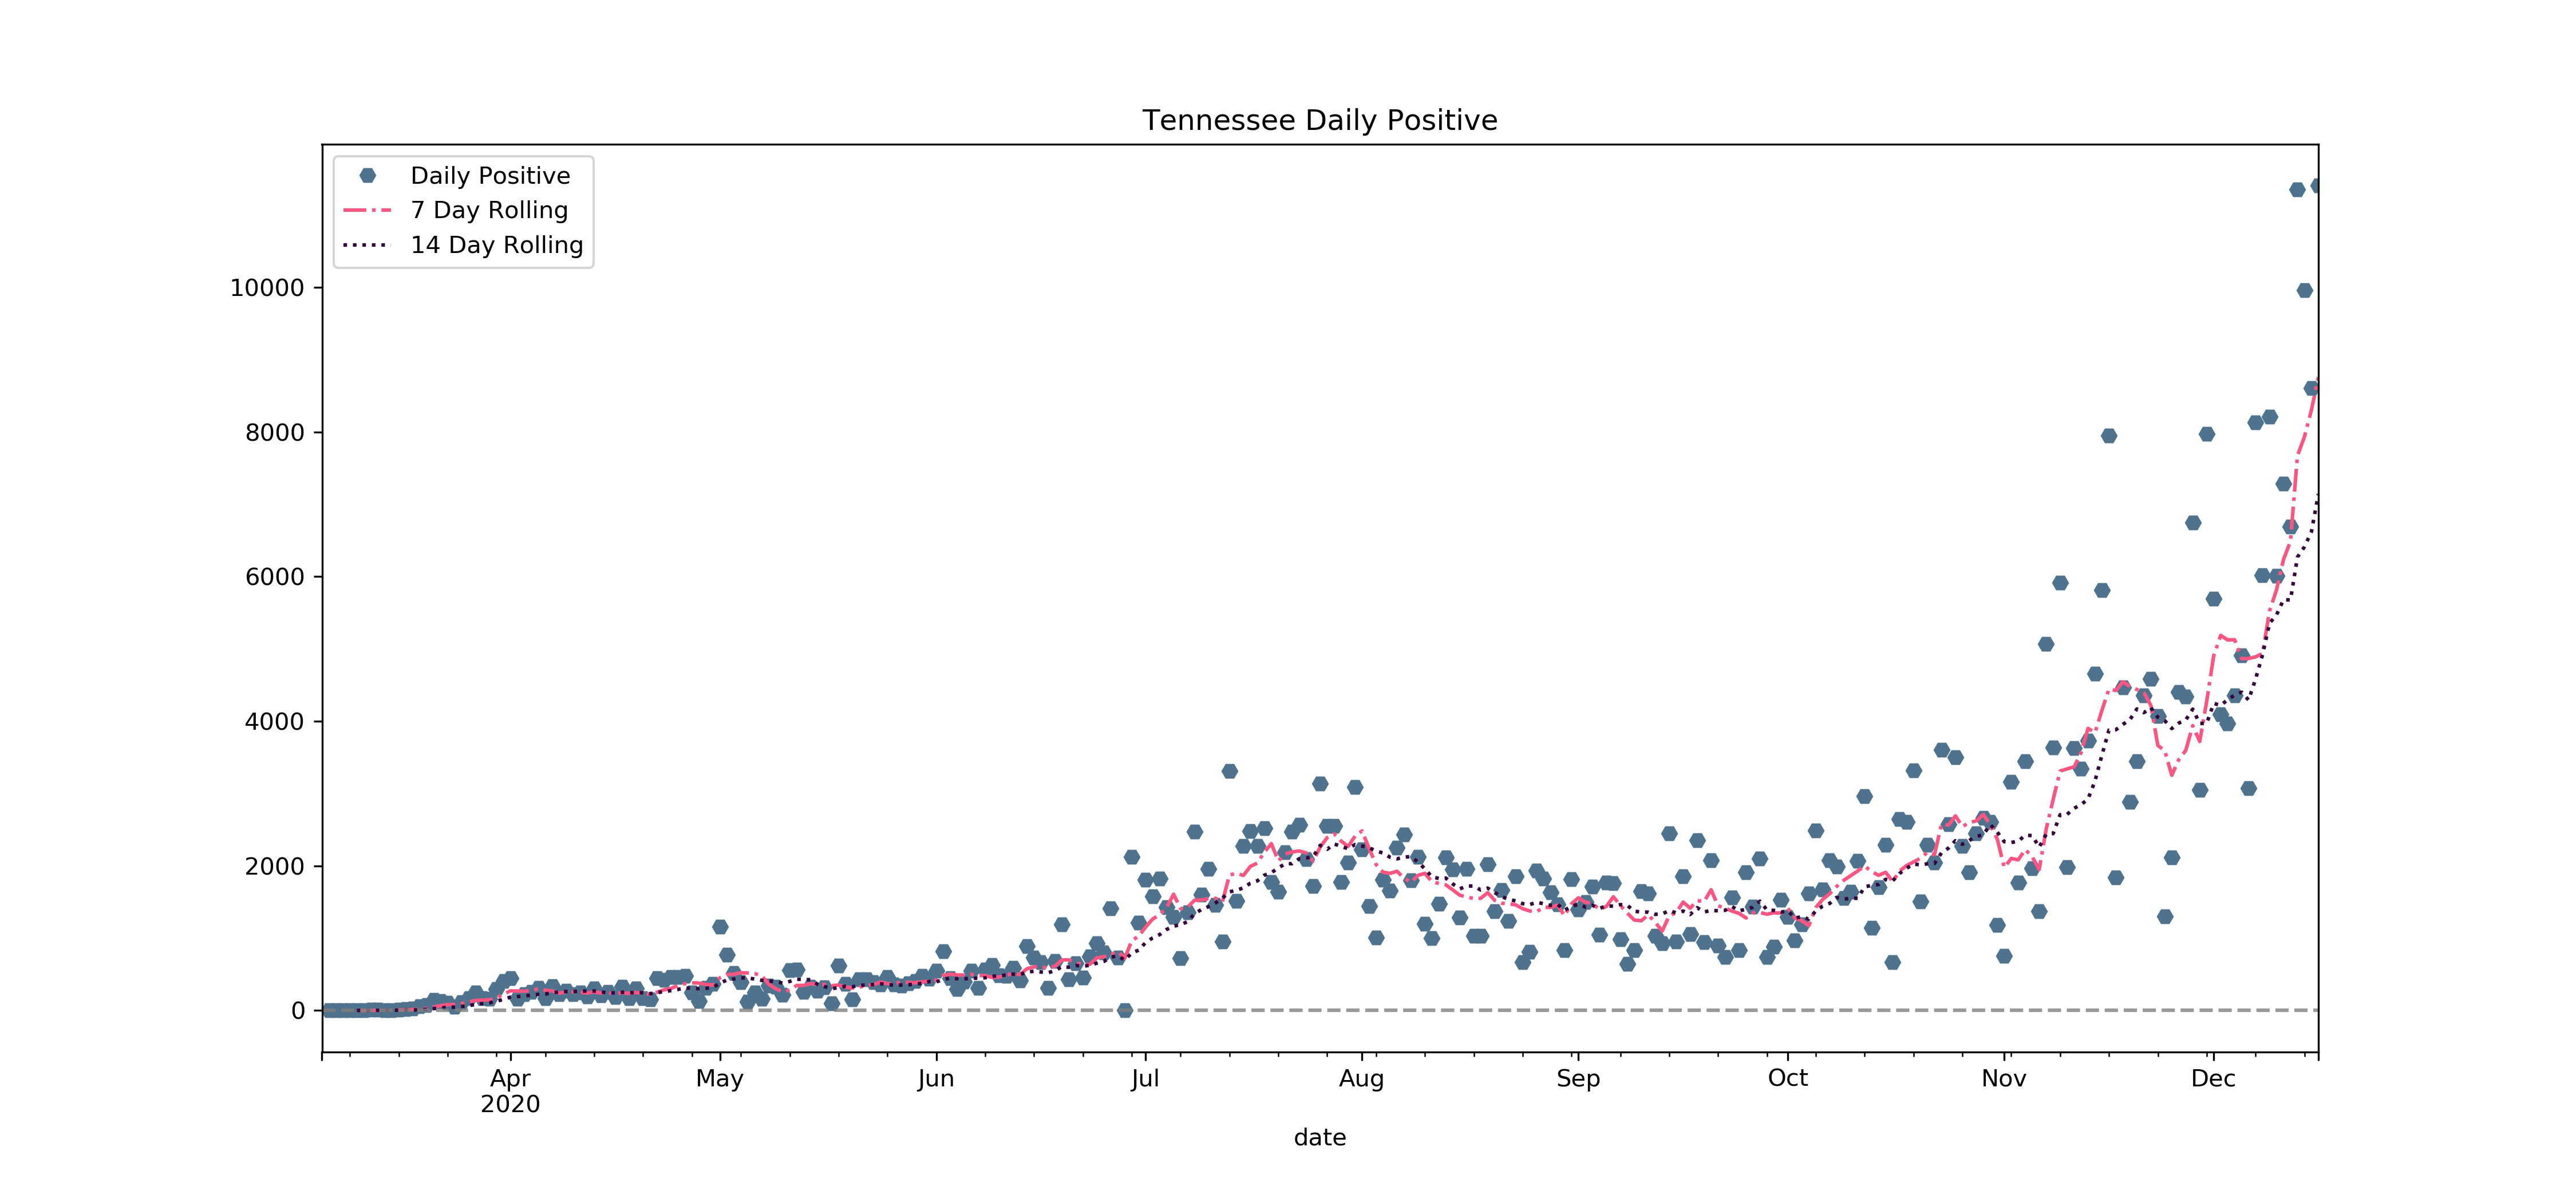 Tennessee Daily Positive
Daily Positive
7 Day Rolling
14 Day Rolling
10000
8000
6000
4000
2000
0
Apr May Jun Jul Aug Sep Oct Nov Dec
2020
date